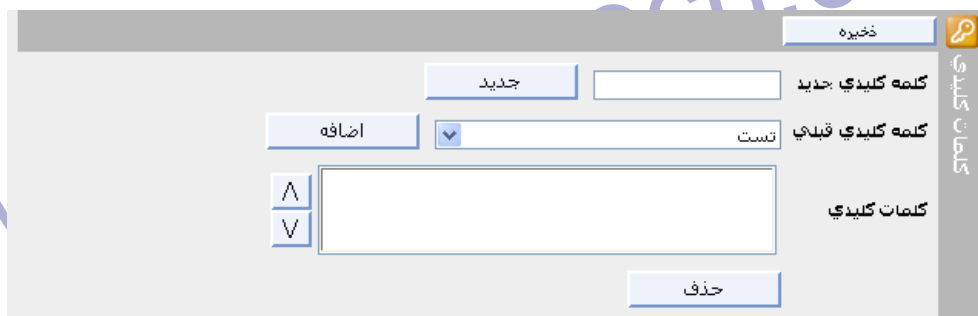 ذخيره
كلمات كليدي
كلمه كليدي جديد
جديد
كلمه كليدي قبلي
تست
اضافه
كلمات كليدي
حذف